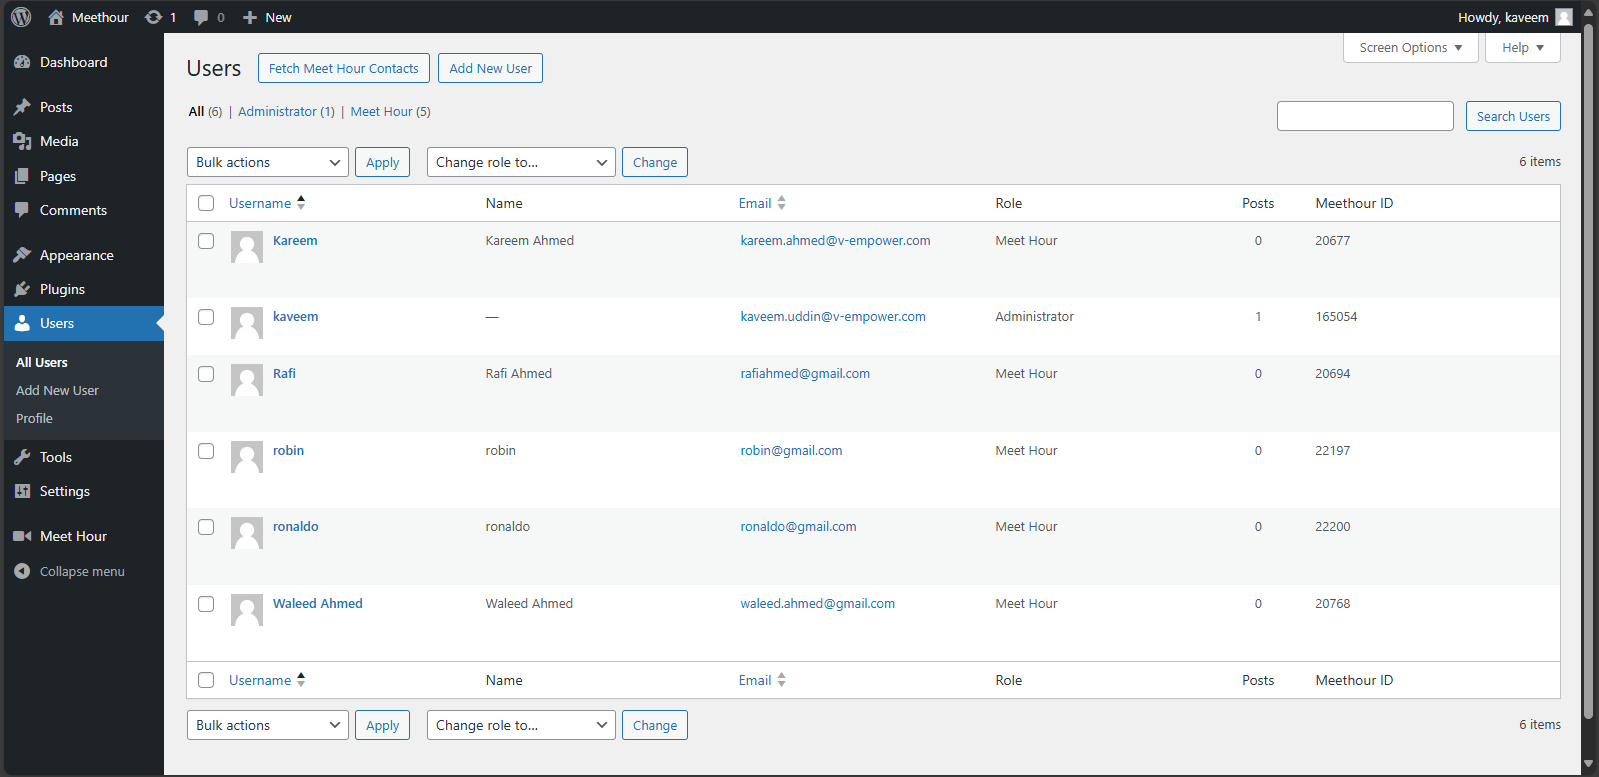 Meethour 1 0 New Howdy, kaveem
Screen Options Help
Dashboard
Posts
Media
Pages
Comments
Appearance
Plugins
Users
All Users
Add New User
Profile
Tools
Settings
Meet Hour
Collapse menu
Users Fetch Meet Hour Contacts Add New User
All (6) | Administrator (1) | Meet Hour (5)
Search Users
Bulk actions Apply Change role to... Change 6 items
Username Name Email Role Posts Meethour ID
Kareem Kareem Ahmed kareem.ahmed@v-empower.com Meet Hour 0 20677
kaveem — kaveem.uddin@v-empower.com Administrator 1 165054
Rafi Rafi Ahmed rafiahmed@gmail.com Meet Hour 0 20694
robin robin robin@gmail.com Meet Hour 0 22197
ronaldo ronaldo ronaldo@gmail.com Meet Hour 0 22200
Waleed Ahmed Waleed Ahmed waleed.ahmed@gmail.com Meet Hour 0 20768
Username Name Email Role Posts Meethour ID
Bulk actions Apply Change role to... Change 6 items